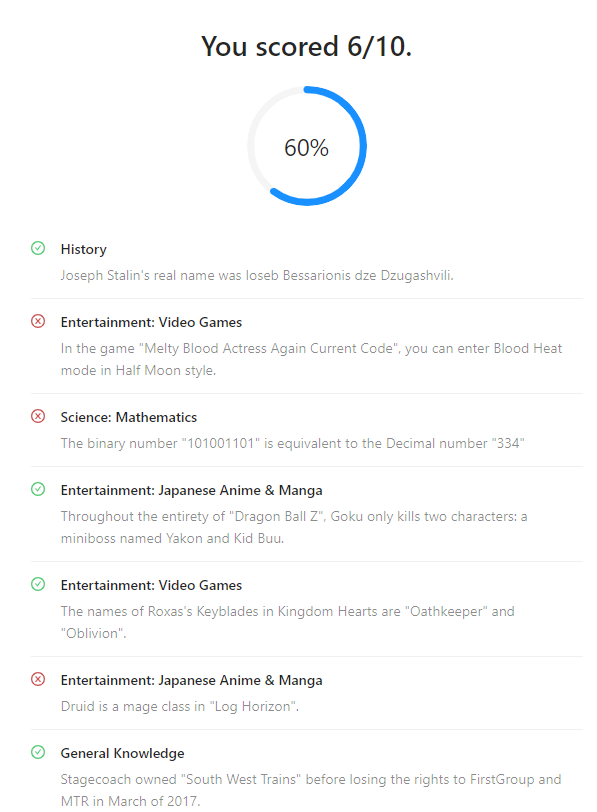 You scored 6/10.
60%
History
Joseph Stalin's real name was Ioseb Bessarionis dze Dzugashvili.
Entertainment: Video Games
In the game "Melty Blood Actress Again Current Code", you can enter Blood Heat
mode in Half Moon style.
Science: Mathematics
The binary number "101001101" is equivalent to the Decimal number "334"
Entertainment: Japanese Anime & Manga
Throughout the entirety of "Dragon Ball Z", Goku only kills two characters: a
miniboss named Yakon and Kid Buu.
Entertainment: Video Games
The names of Roxas's Keyblades in Kingdom Hearts are "Oathkeeper" and
"Oblivion".
Entertainment: Japanese Anime & Manga
Druid is a mage class in "Log Horizon".
General Knowledge
Stagecoach owned "South West Trains" before losing the rights to FirstGroup and
MTR in March of 2017.